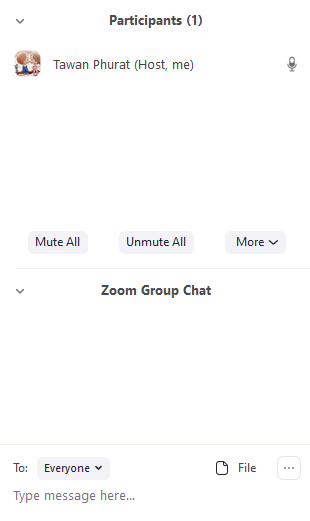 Participants (1)
Tawan Phurat (Host, me)
Mute All Unmute All More
Zoom Group Chat
To: Everyone File ...
Type message here...